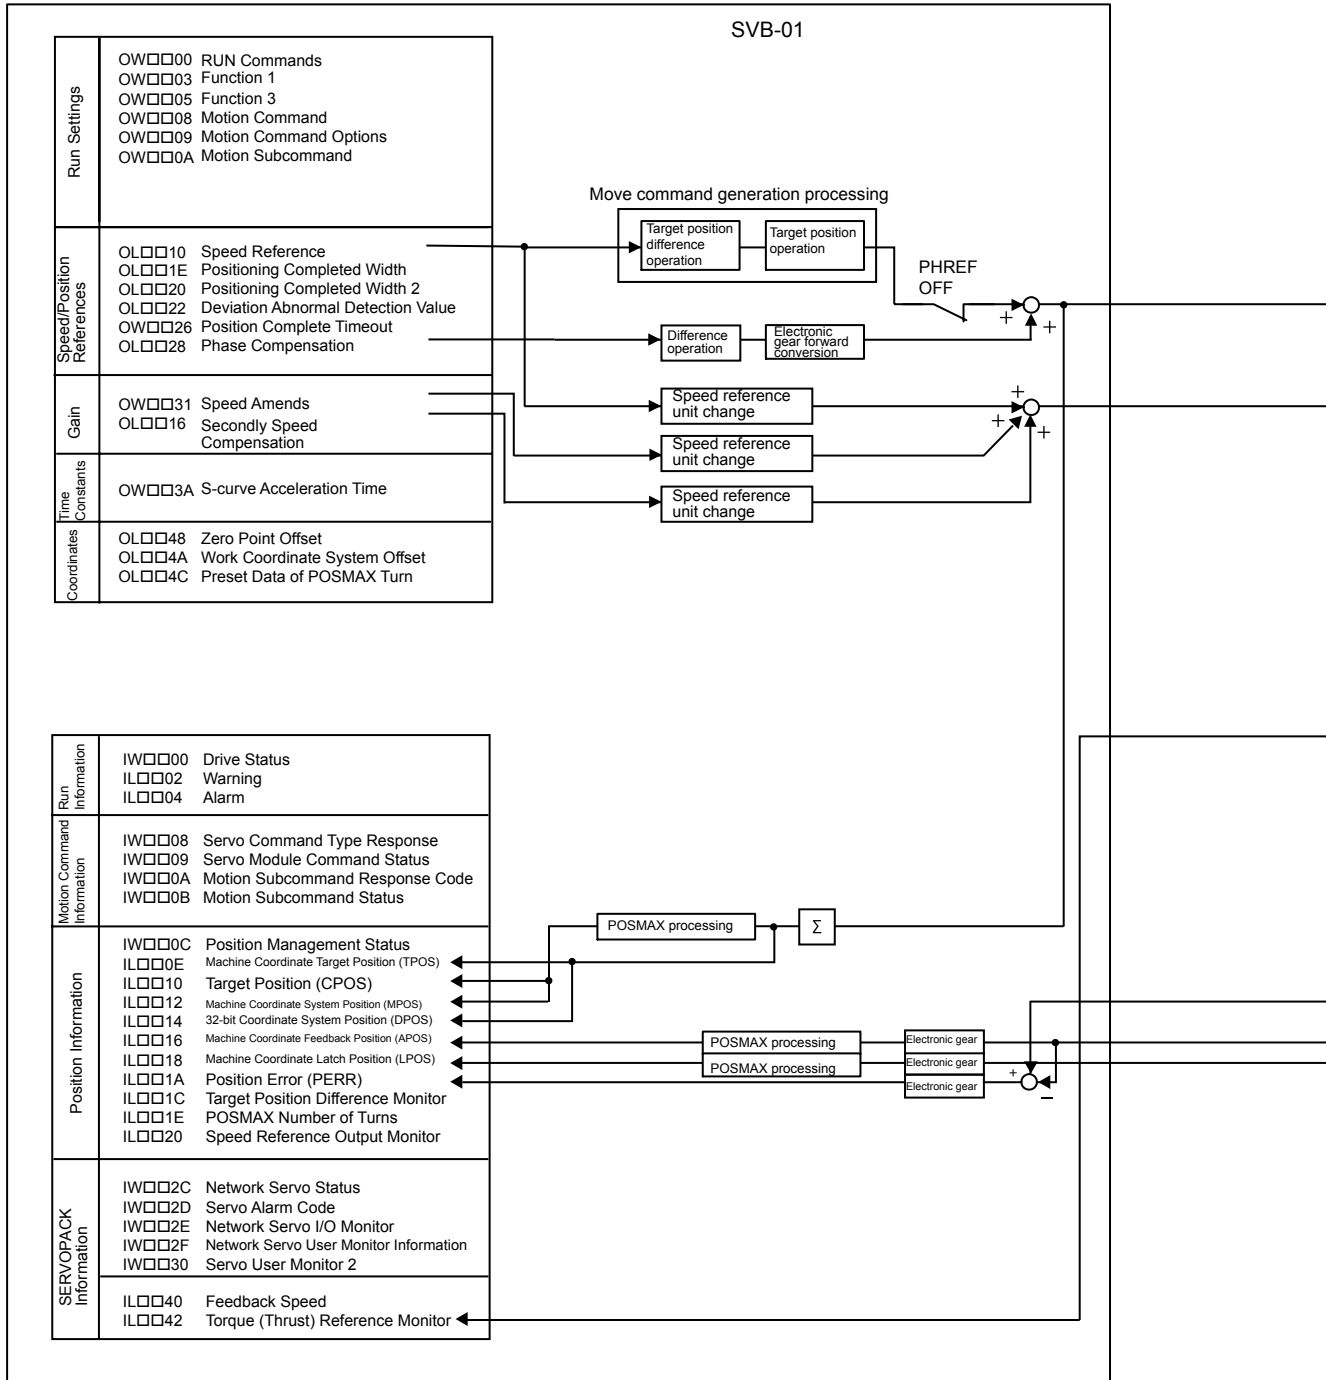 SVB-01
Run Settings
OW□□00 RUN Commands
OW□□03 Function 1
OW□□05 Function 3
OW□□08 Motion Command
OW□□09 Motion Command Options
OW□□0A Motion Subcommand
Speed/Position
References
OL□□10 Speed Reference
OL□□1E Positioning Completed Width
OL□□20 Positioning Completed Width 2
OL□□22 Deviation Abnormal Detection Value
OW□□26 Position Complete Timeout
OL□□28 Phase Compensation
Gain
OW□□31 Speed Amends
OL□□16 Secondly Speed
Compensation
Time
Constants
OW□□3A S-curve Acceleration Time
Coordinates
OL□□48 Zero Point Offset
OL□□4A Work Coordinate System Offset
OL□□4C Preset Data of POSMAX Turn
Move command generation processing
Target position
difference
operation
Target position
operation
PHREF
OFF
+
+
Difference
operation
Electronic
gear forward
conversion
Speed reference
unit change
+
+
+
Speed reference
unit change
Speed reference
unit change
Run
Information
IW□□00 Drive Status
IL□□02 Warning
IL□□04 Alarm
Motion Command
Information
IW□□08 Servo Command Type Response
IW□□09 Servo Module Command Status
IW□□0A Motion Subcommand Response Code
IW□□0B Motion Subcommand Status
Position Information
IW□□0C Position Management Status
IL□□0E Machine Coordinate Target Position (TPOS)
IL□□10 Target Position (CPOS)
IL□□12 Machine Coordinate System Position (MPOS)
IL□□14 32-bit Coordinate System Position (DPOS)
IL□□16 Machine Coordinate Feedback Position (APOS)
IL□□18 Machine Coordinate Latch Position (LPOS)
IL□□1A Position Error (PERR)
IL□□1C Target Position Difference Monitor
IL□□1E POSMAX Number of Turns
IL□□20 Speed Reference Output Monitor
POSMAX processing
Σ
POSMAX processing
Electronic gear
POSMAX processing
Electronic gear
Electronic gear
+
−
SERVOPACK
Information
IW□□2C Network Servo Status
IW□□2D Servo Alarm Code
IW□□2E Network Servo I/O Monitor
IW□□2F Network Servo User Monitor Information
IW□□30 Servo User Monitor 2
IL□□40 Feedback Speed
IL□□42 Torque (Thrust) Reference Monitor